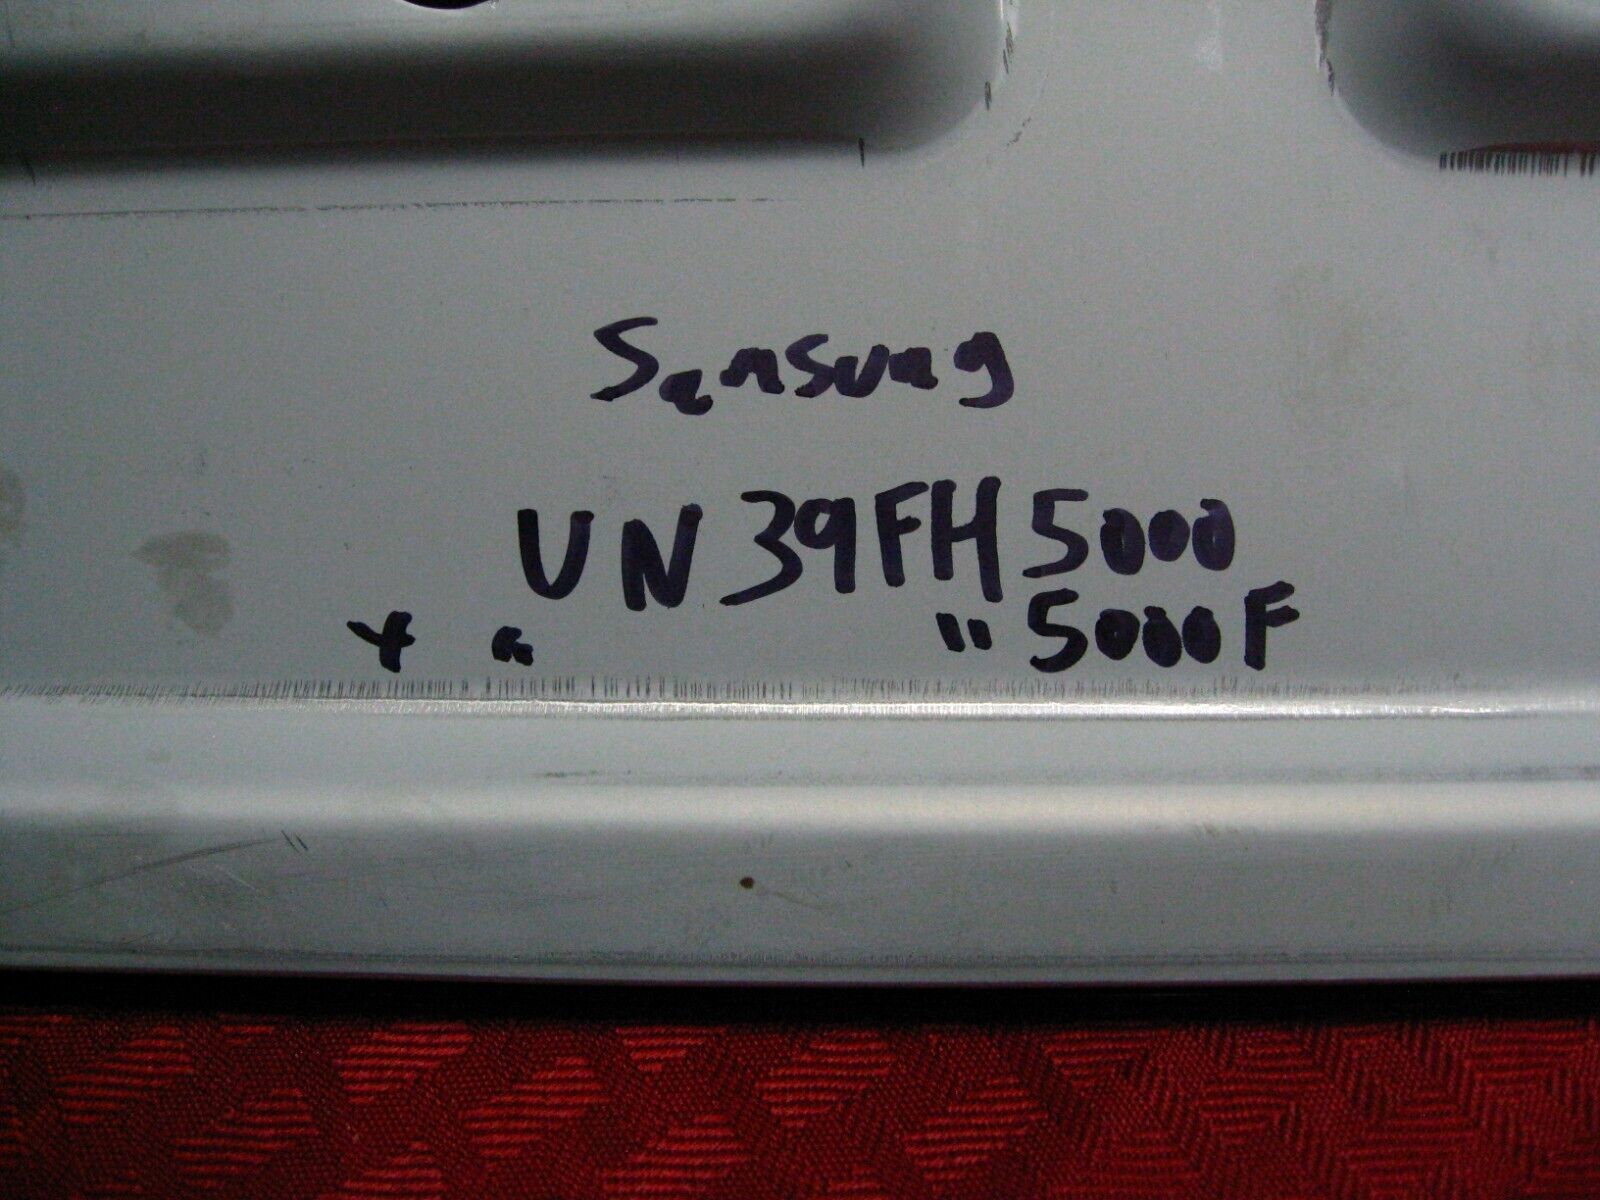 Samsung
UN39FH5000
+ " " 5000F